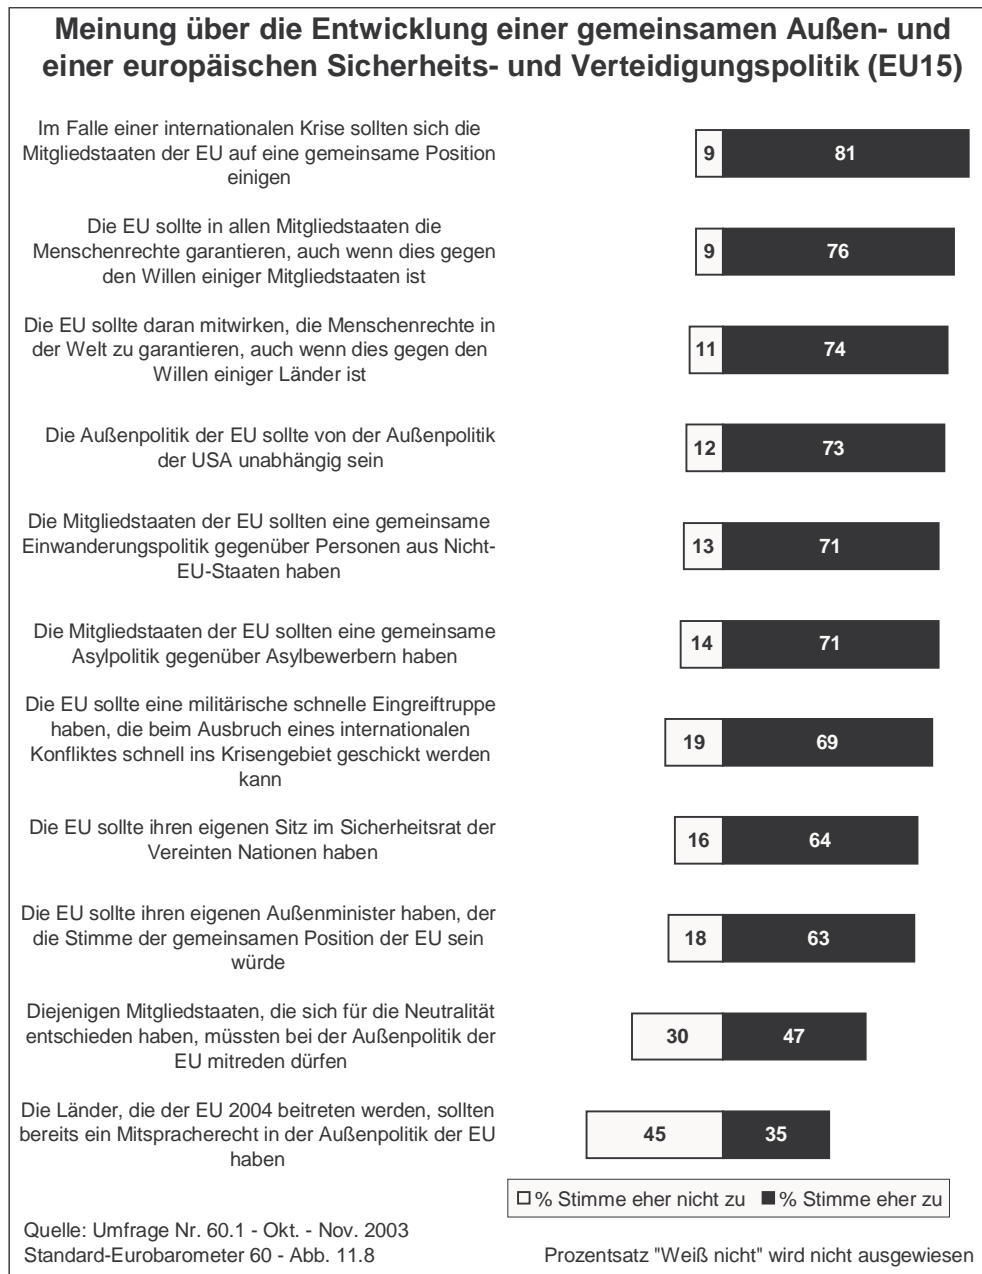 Meinung über die Entwicklung einer gemeinsamen Außen- und
einer europäischen Sicherheits- und Verteidigungspolitik (EU15)
Im Falle einer internationalen Krise sollten sich die
Mitgliedstaaten der EU auf eine gemeinsame Position
einigen
9 81
Die EU sollte in allen Mitgliedstaaten die
Menschenrechte garantieren, auch wenn dies gegen
den Willen einiger Mitgliedstaaten ist
9 76
Die EU sollte daran mitwirken, die Menschenrechte in
der Welt zu garantieren, auch wenn dies gegen den
Willen einiger Länder ist
11 74
Die Außenpolitik der EU sollte von der Außenpolitik
der USA unabhängig sein
12 73
Die Mitgliedstaaten der EU sollten eine gemeinsame
Einwanderungspolitik gegenüber Personen aus Nicht-
EU-Staaten haben
13 71
Die Mitgliedstaaten der EU sollten eine gemeinsame
Asylpolitik gegenüber Asylbewerbern haben
14 71
Die EU sollte eine militärische schnelle Eingreiftruppe
haben, die beim Ausbruch eines internationalen
Konfliktes schnell ins Krisengebiet geschickt werden
kann
19 69
Die EU sollte ihren eigenen Sitz im Sicherheitsrat der
Vereinten Nationen haben
16 64
Die EU sollte ihren eigenen Außenminister haben, der
die Stimme der gemeinsamen Position der EU sein
würde
18 63
Diejenigen Mitgliedstaaten, die sich für die Neutralität
entschieden haben, müssten bei der Außenpolitik der
EU mitreden dürfen
30 47
Die Länder, die der EU 2004 beitreten werden, sollten
bereits ein Mitspracherecht in der Außenpolitik der EU
haben
45 35
% Stimme eher nicht zu % Stimme eher zu
Quelle: Umfrage Nr. 60.1 - Okt. - Nov. 2003
Standard-Eurobarometer 60 - Abb. 11.8
Prozentsatz "Weiß nicht" wird nicht ausgewiesen